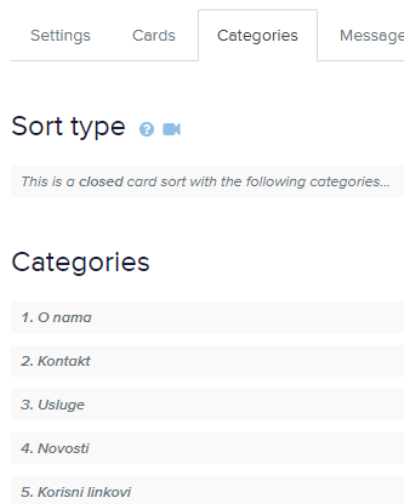 Settings Cards Categories Message
Sort type
This is a closed card sort with the following categories...
Categories
1. O nama
2. Kontakt
3. Usluge
4. Novosti
5. Korisni linkovi